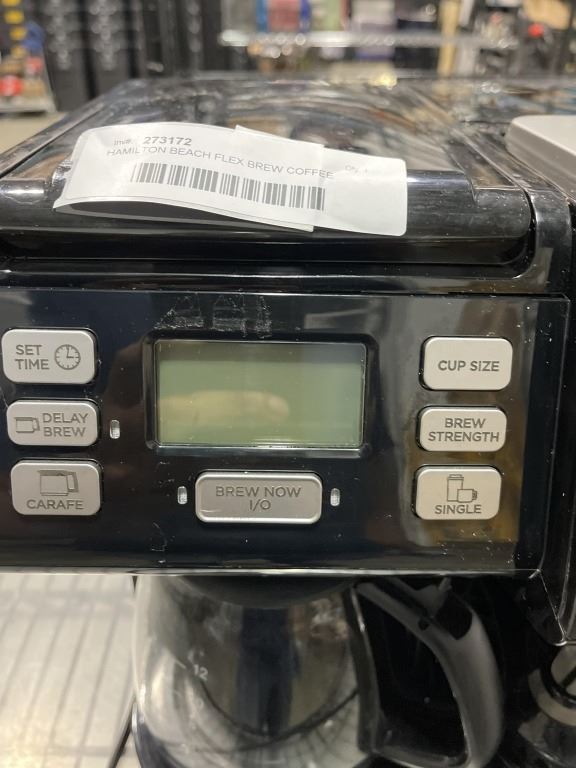 Inv#: 273172
HAMILTON BEACH FLEX BREW COFFEE
SET
TIME
DELAY
BREW
CARAFE
BREW NOW
I/O
CUP SIZE
BREW
STRENGTH
SINGLE
12